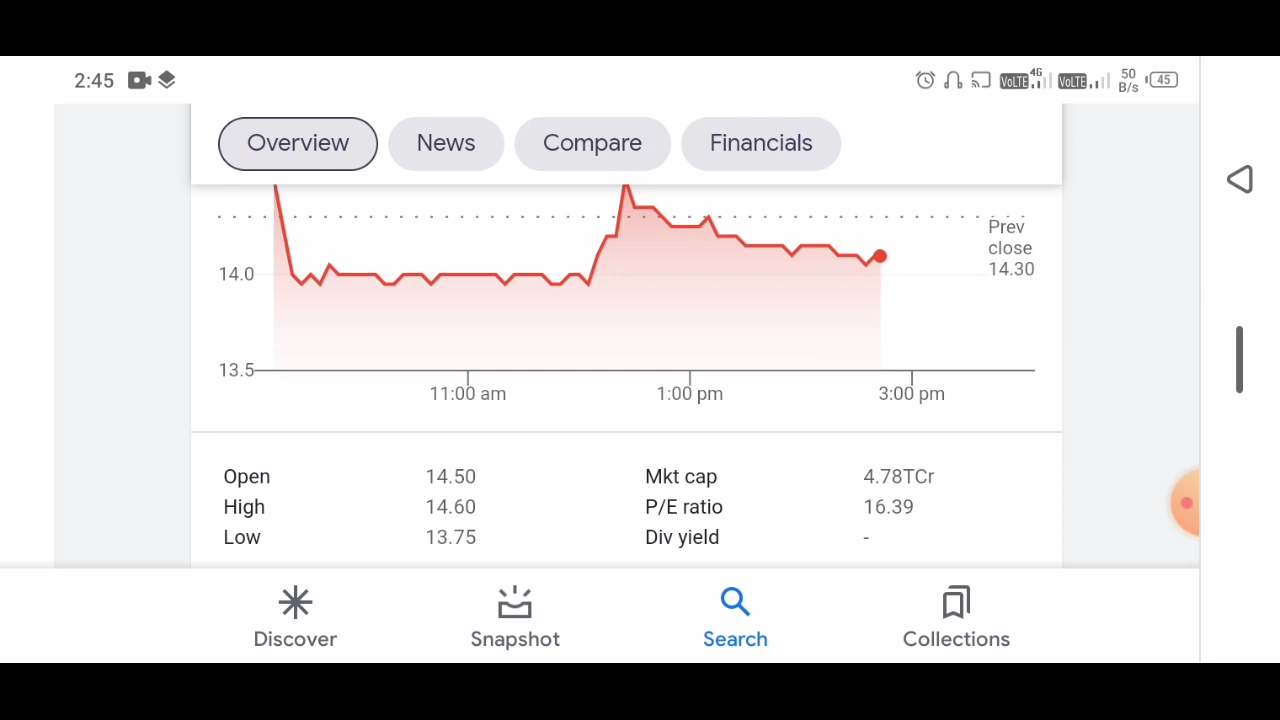 2:45
VoLTE 4G VoLTE 50 B/s 45
Overview News Compare Financials
Prev
close
14.30
14.0
13.5
11:00 am 1:00 pm 3:00 pm
Open 14.50 Mkt cap 4.78TCr
High 14.60 P/E ratio 16.39
Low 13.75 Div yield -
Discover Snapshot Search Collections